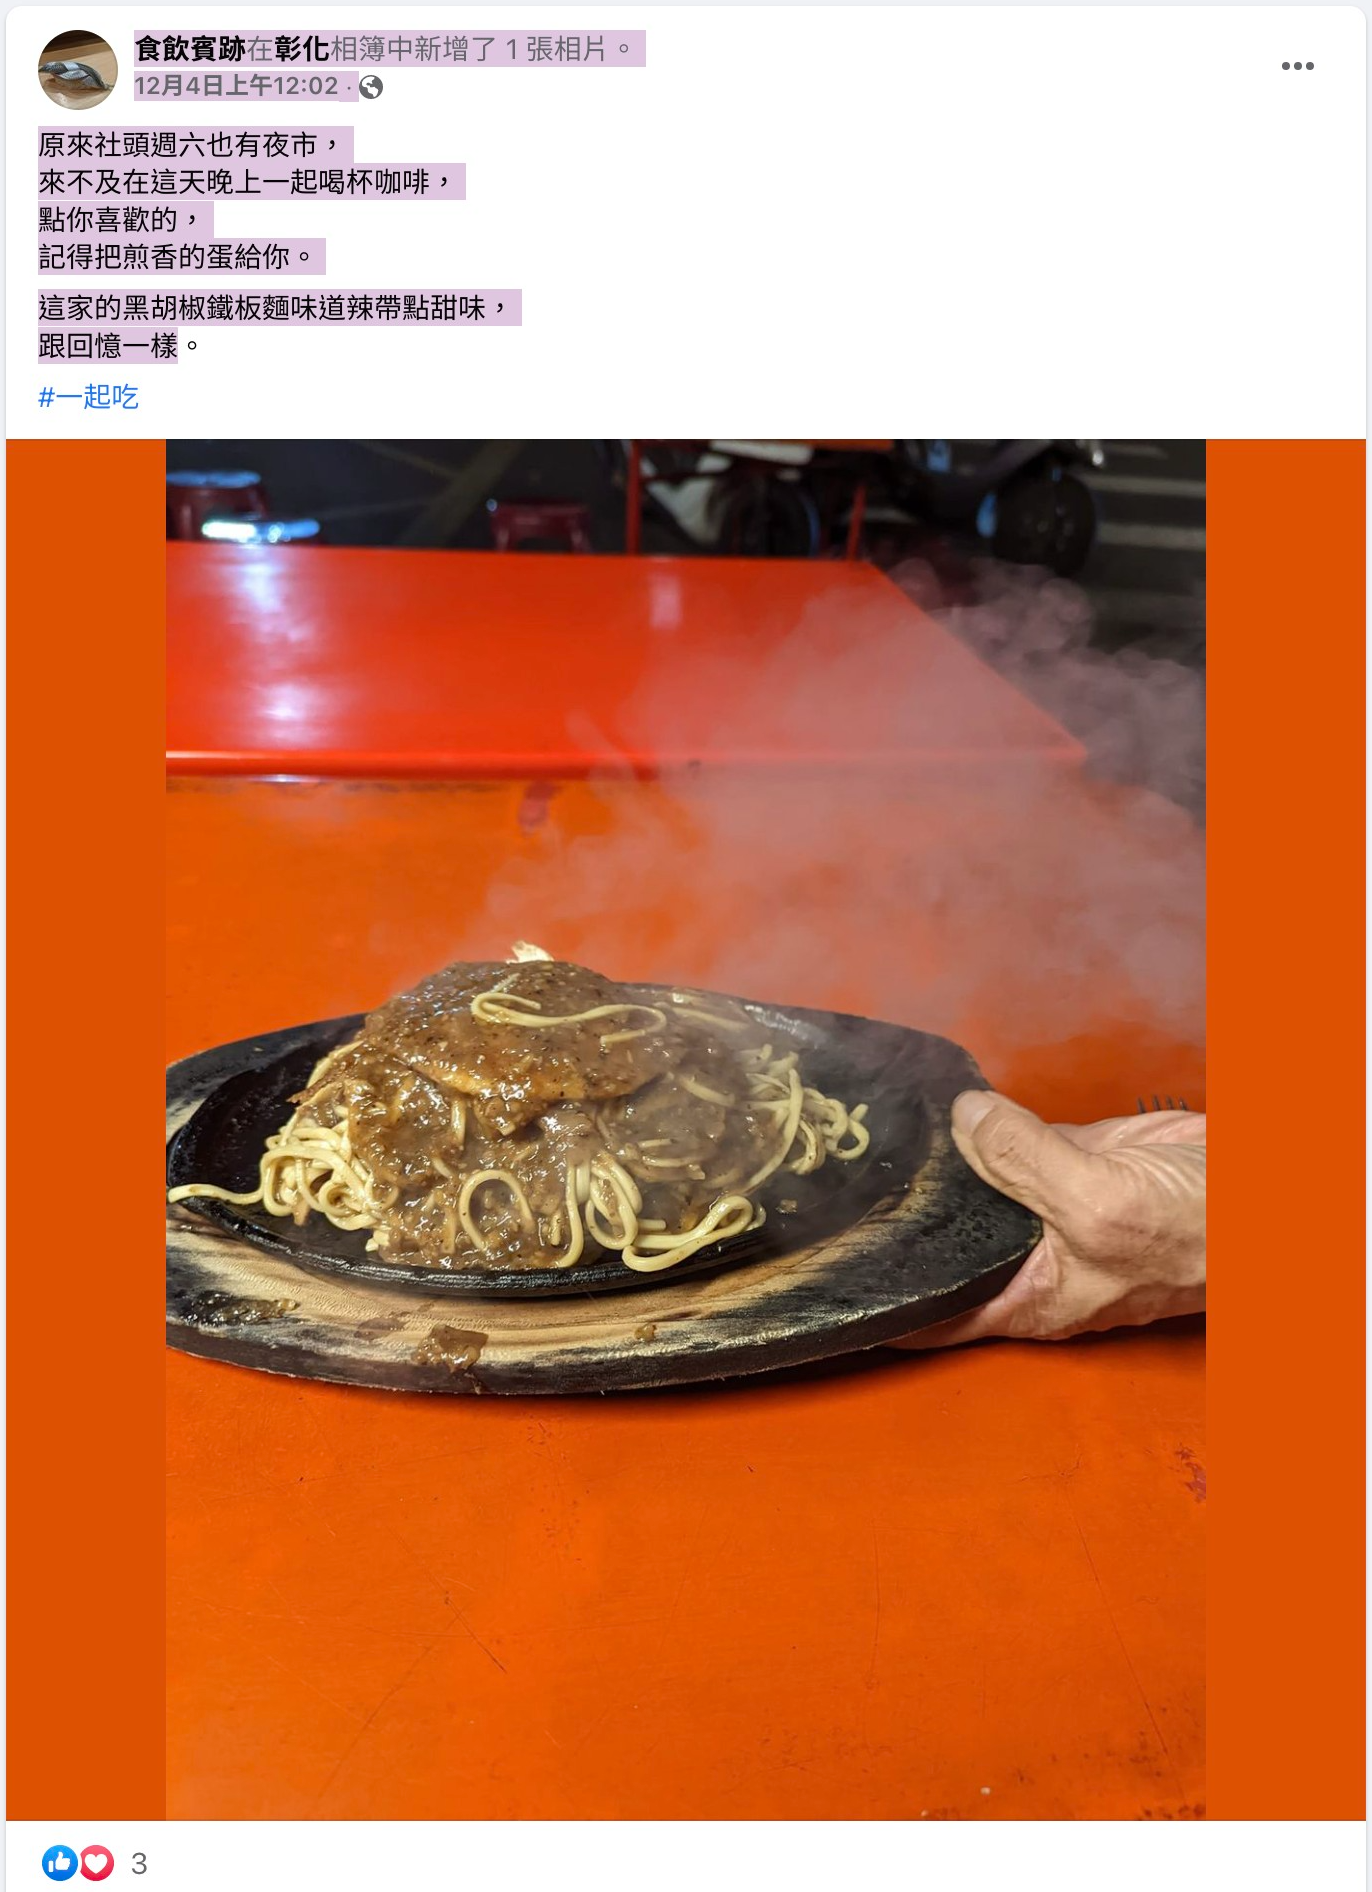 食飲賓跡在彰化相簿中新增了 1 張相片。
12月4日上午12:02 ·
原來社頭週六也有夜市，
來不及在這天晚上一起喝杯咖啡，
點你喜歡的，
記得把煎香的蛋給你。
這家的黑胡椒鐵板麵味道辣帶點甜味，
跟回憶一樣。
#一起吃
3